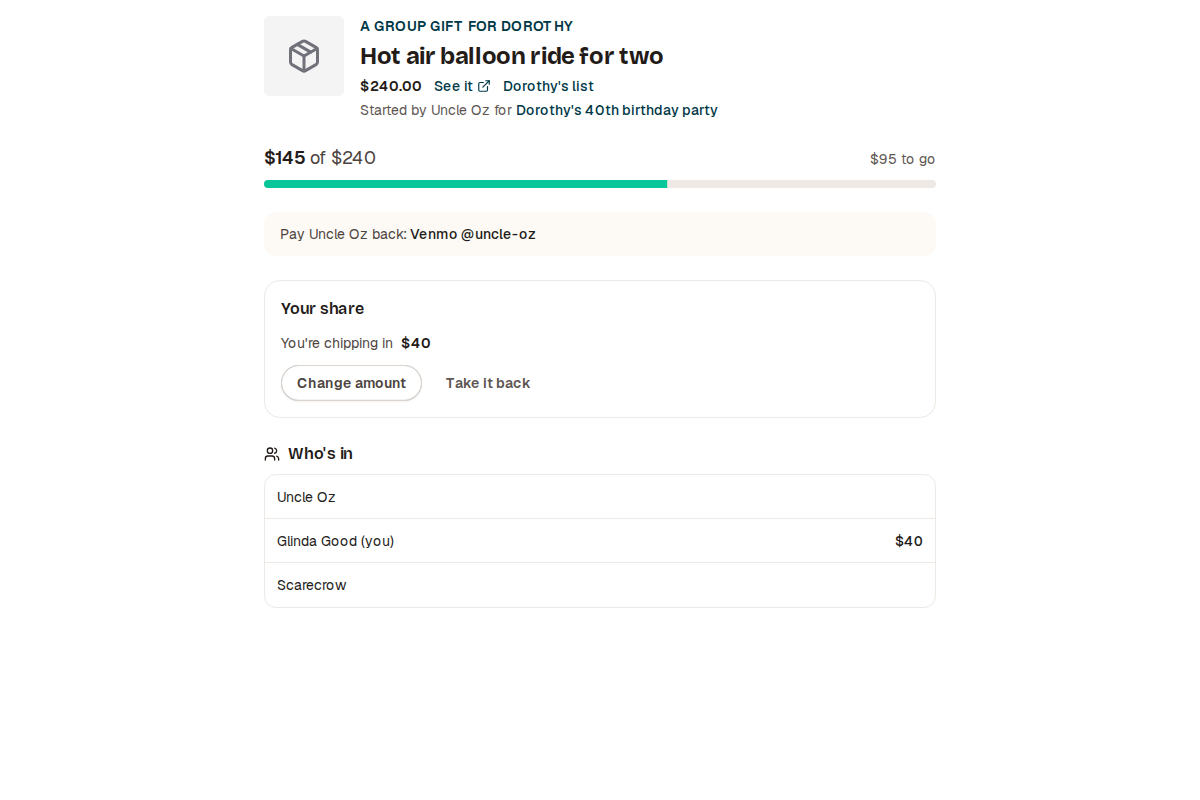 A GROUP GIFT FOR DOROTHY
Hot air balloon ride for two
$240.00 See it Dorothy's list
Started by Uncle Oz for Dorothy's 40th birthday party
$145 of $240 $95 to go
Pay Uncle Oz back: Venmo @uncle-oz
Your share
You're chipping in $40
Change amount Take it back
Who's in
Uncle Oz
Glinda Good (you) $40
Scarecrow